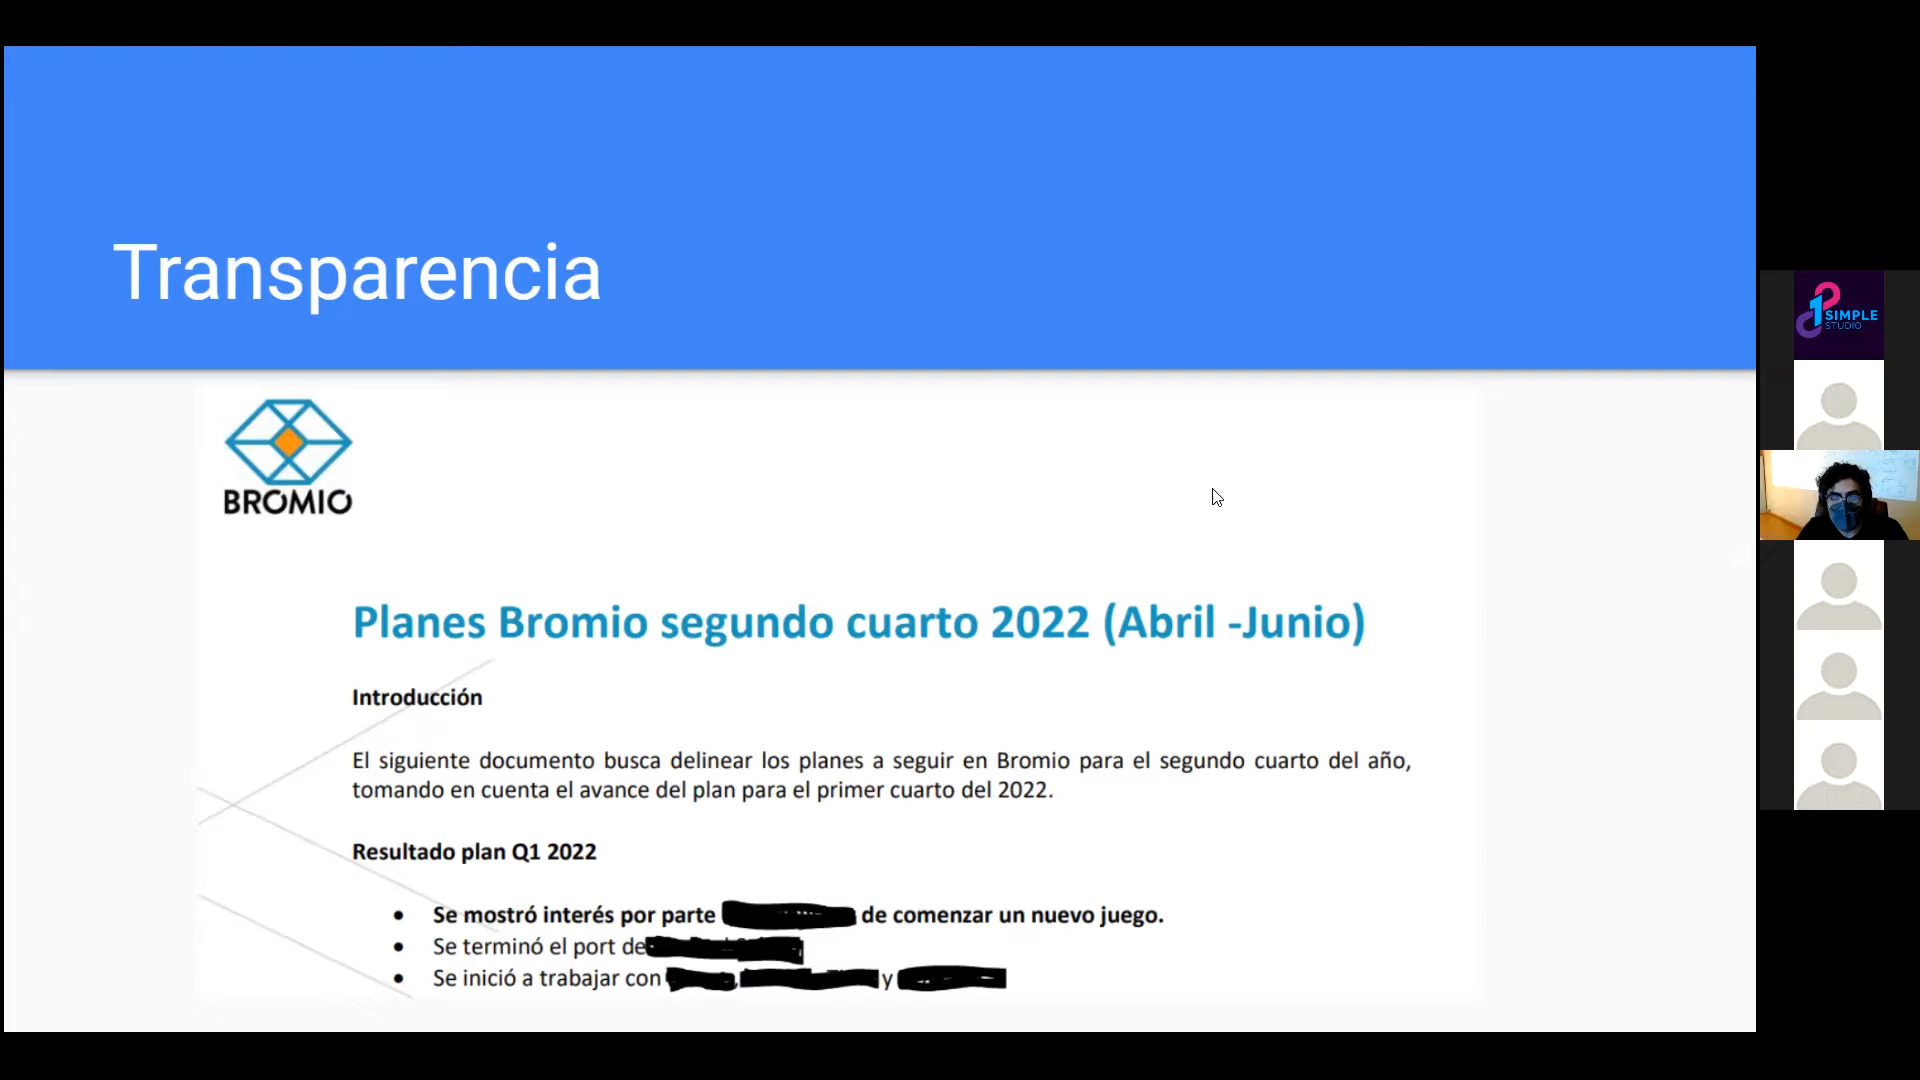 Transparencia
BROMIO
Planes Bromio segundo cuarto 2022 (Abril -Junio)
Introducción
El siguiente documento busca delinear los planes a seguir en Bromio para el segundo cuarto del año,
tomando en cuenta el avance del plan para el primer cuarto del 2022.
Resultado plan Q1 2022
• Se mostró interés por parte de comenzar un nuevo juego.
• Se terminó el port de
• Se inició a trabajar con , y
SIMPLE
STUDIO